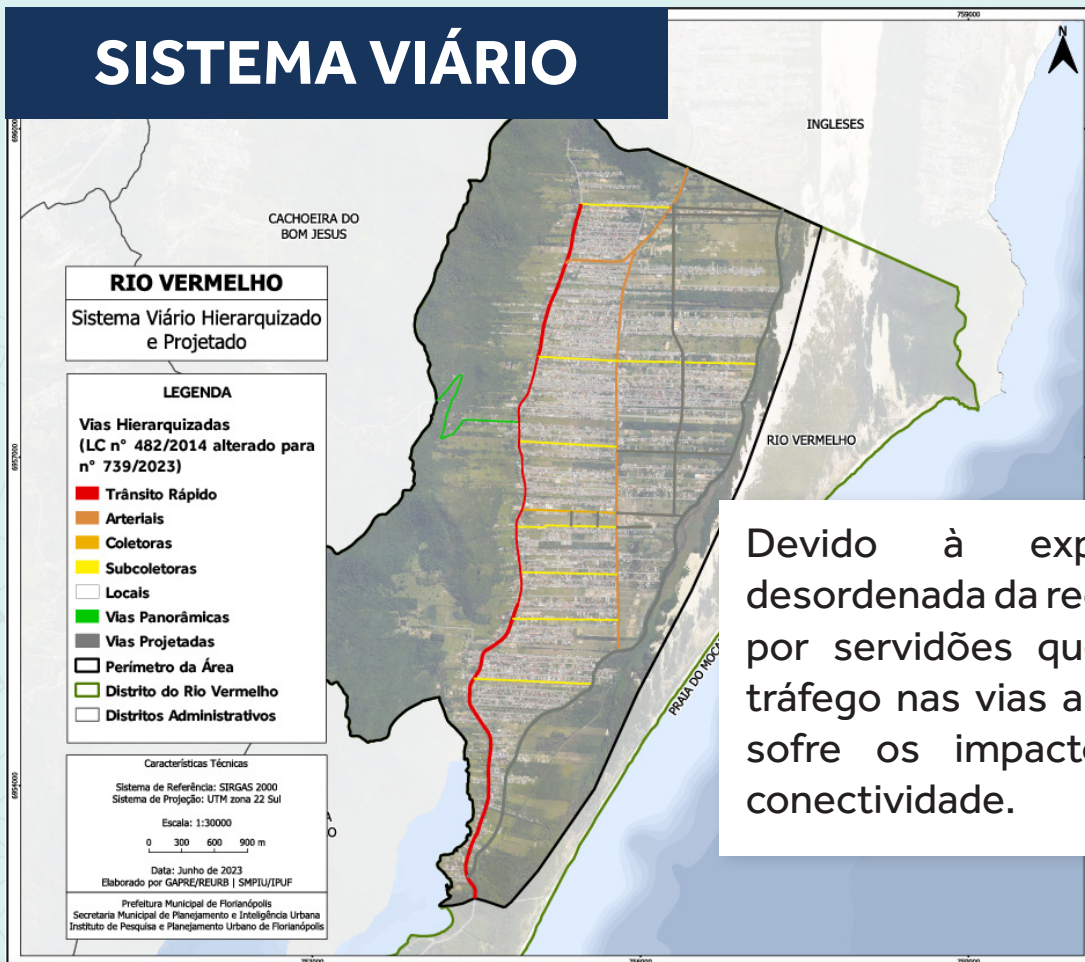 SISTEMA VIÁRIO
759000
N
INGLESES
CACHOEIRA DO
BOM JESUS
RIO VERMELHO
Sistema Viário Hierarquizado
e Projetado
LEGENDA
Vias Hierarquizadas
(LC n° 482/2014 alterado para
n° 739/2023)
Trânsito Rápido
Arteriais
Coletoras
Subcoletoras
Locais
Vias Panorâmicas
Vias Projetadas
Perímetro da Área
Distrito do Rio Vermelho
Distritos Administrativos
Características Técnicas
Sistema de Referência: SIRGAS 2000
Sistema de Projeção: UTM zona 22 Sul
Escala: 1:30000
0 300 600 900 m
Data: Junho de 2023
Elaborado por GAPRE/REURB | SMPIU/IPUF
Prefeitura Municipal de Florianópolis
Secretaria Municipal de Planejamento e Inteligência Urbana
Instituto de Pesquisa e Planejamento Urbano de Florianópolis
RIO VERMELHO
PRAIA DO
Devido à
desordenada da
por servidões
tráfego nas vias
sofre os
conectividade.
6957000
6954000